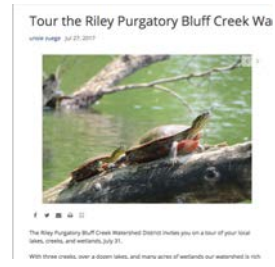 Tour the Riley Purgatory Bluff Creek Wa
Jul 27, 2017
The Riley Purgatory Bluff Creek Watershed District invites you on a tour of your local
lakes, creeks, and wetlands, July 31.
With three creeks, over a dozen lakes, and many acres of wetlands our watershed is rich